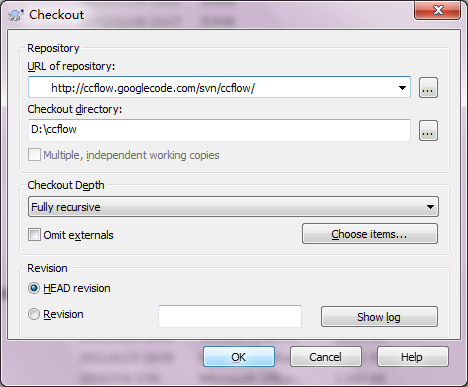 Checkout
Repository
URL of repository:
http://ccflow.googlecode.com/svn/ccflow/
...
Checkout directory:
D:\ccflow
...
Multiple, independent working copies
Checkout Depth
Fully recursive
Omit externals
Choose items...
Revision
HEAD revision
Revision
Show log
OK
Cancel
Help